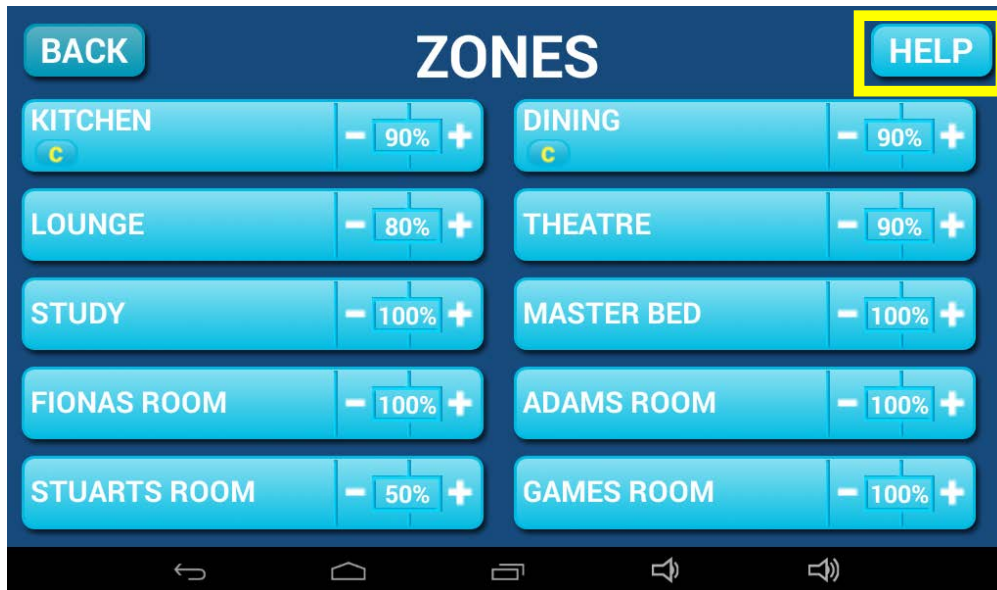 BACK
ZONES
HELP
KITCHEN
C
- 90% +
DINING
C
- 90% +
LOUNGE
- 80% +
THEATRE
- 90% +
STUDY
- 100% +
MASTER BED
- 100% +
FIONAS ROOM
- 100% +
ADAMS ROOM
- 100% +
STUARTS ROOM
- 50% +
GAMES ROOM
- 100% +